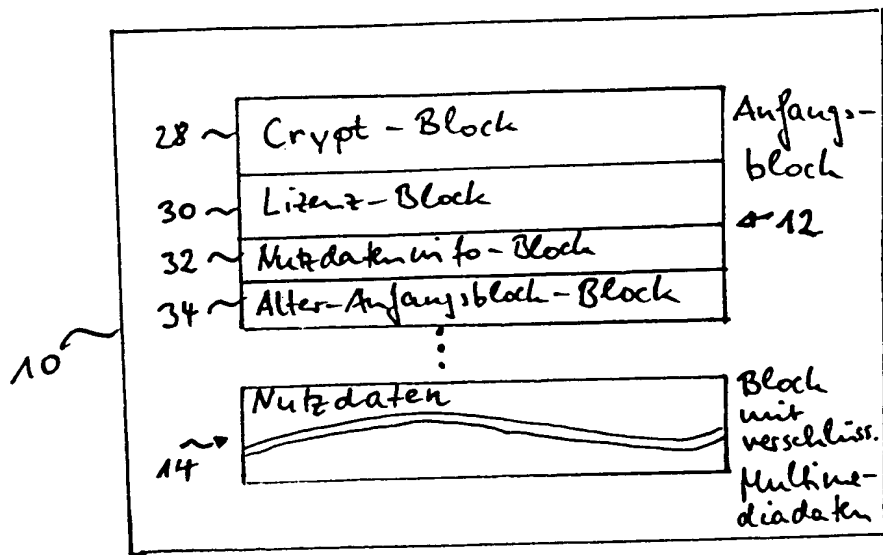 28 Crypt-Block
Anfangs-
block
30 Lizenz-Block
12
32 Nutzdateninfo-Block
34 Alter-Anfangsblock-Block
10
Nutzdaten
14
Block
mit
verschlüss.
Multime-
diadaten